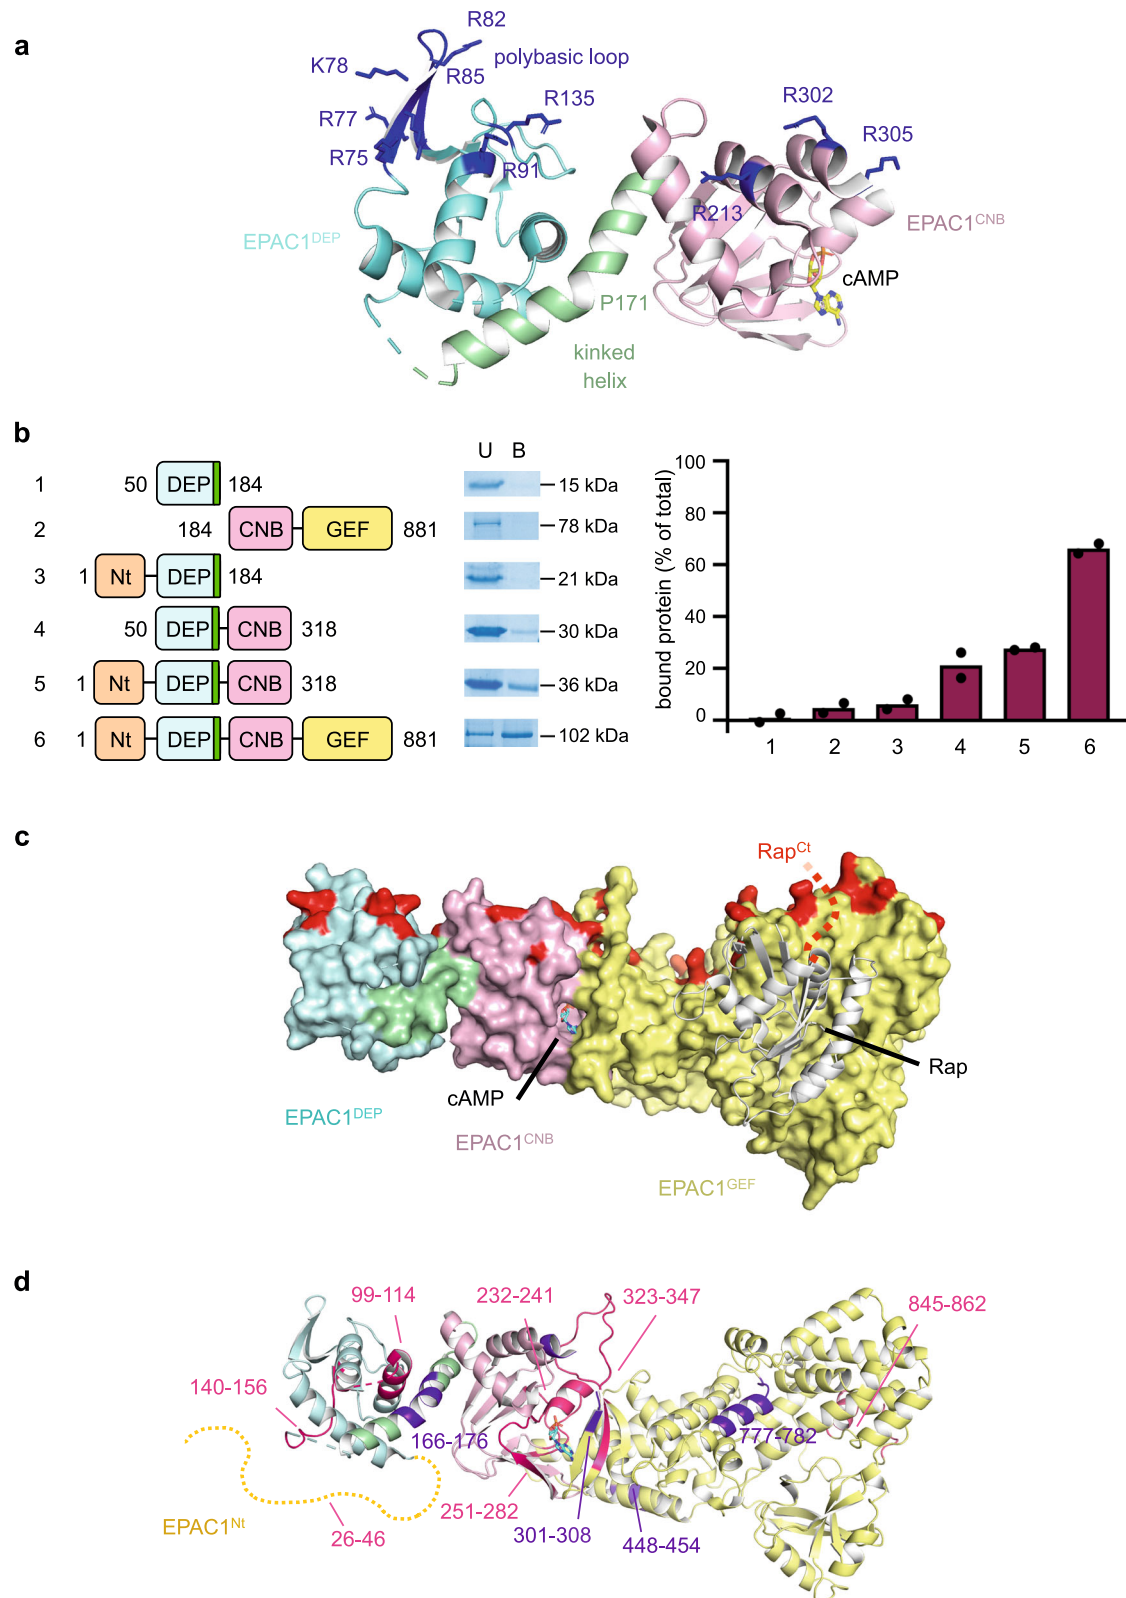 a
R82
polybasic loop
K78
R85
R135
R77
R75
R91
R302
R305
R213
EPAC1DEP
EPAC1CNB
cAMP
P171
kinked
helix
b
U B
1 50 DEP 184 15 kDa
2 184 CNB GEF 881 78 kDa
3 1 Nt DEP 184 21 kDa
4 50 DEP CNB 318 30 kDa
5 1 Nt DEP CNB 318 36 kDa
6 1 Nt DEP CNB GEF 881 102 kDa
bound protein (% of total)
100
80
60
40
20
0
1 2 3 4 5 6
c
RapCt
Rap
cAMP
EPAC1DEP
EPAC1CNB
EPAC1GEF
d
99-114
232-241
323-347
845-862
140-156
166-176
777-782
251-282
301-308
448-454
EPAC1Nt
26-46